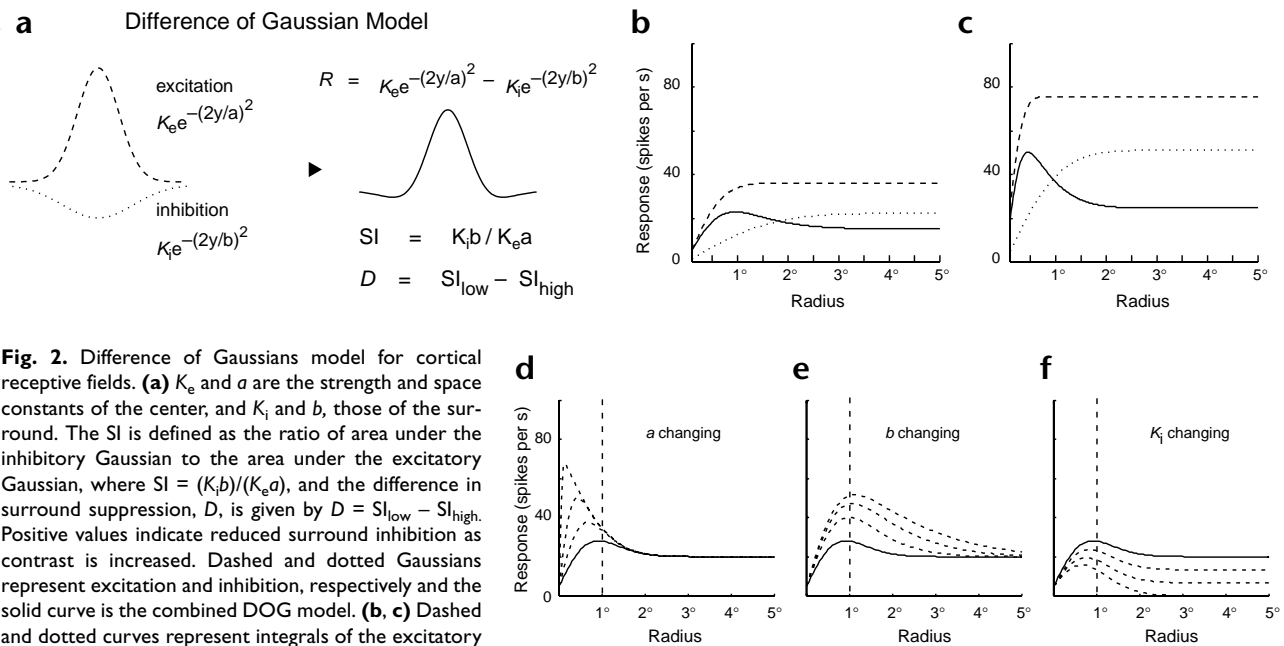 a
Difference of Gaussian Model
excitation
Kₑe^–(2y/a)²
inhibition
Kᵢe^–(2y/b)²
R = Kₑe^–(2y/a)² – Kᵢe^–(2y/b)²
SI = Kᵢb / Kₑa
D = SI_low – SI_high
b
Response (spikes per s)
80
40
0
1° 2° 3° 4° 5°
Radius
c
80
40
0
1° 2° 3° 4° 5°
Radius
Fig. 2. Difference of Gaussians model for cortical
receptive fields. (a) Kₑ and a are the strength and space
constants of the center, and Kᵢ and b, those of the sur-
round. The SI is defined as the ratio of area under the
inhibitory Gaussian to the area under the excitatory
Gaussian, where SI = (Kᵢb)/(Kₑa), and the difference in
surround suppression, D, is given by D = SI_low – SI_high.
Positive values indicate reduced surround inhibition as
contrast is increased. Dashed and dotted Gaussians
represent excitation and inhibition, respectively and the
solid curve is the combined DOG model. (b, c) Dashed
and dotted curves represent integrals of the excitatory
d
a changing
Response (spikes per s)
80
40
0
1° 2° 3° 4° 5°
Radius
e
b changing
1° 2° 3° 4° 5°
Radius
f
Kᵢ changing
1° 2° 3° 4° 5°
Radius